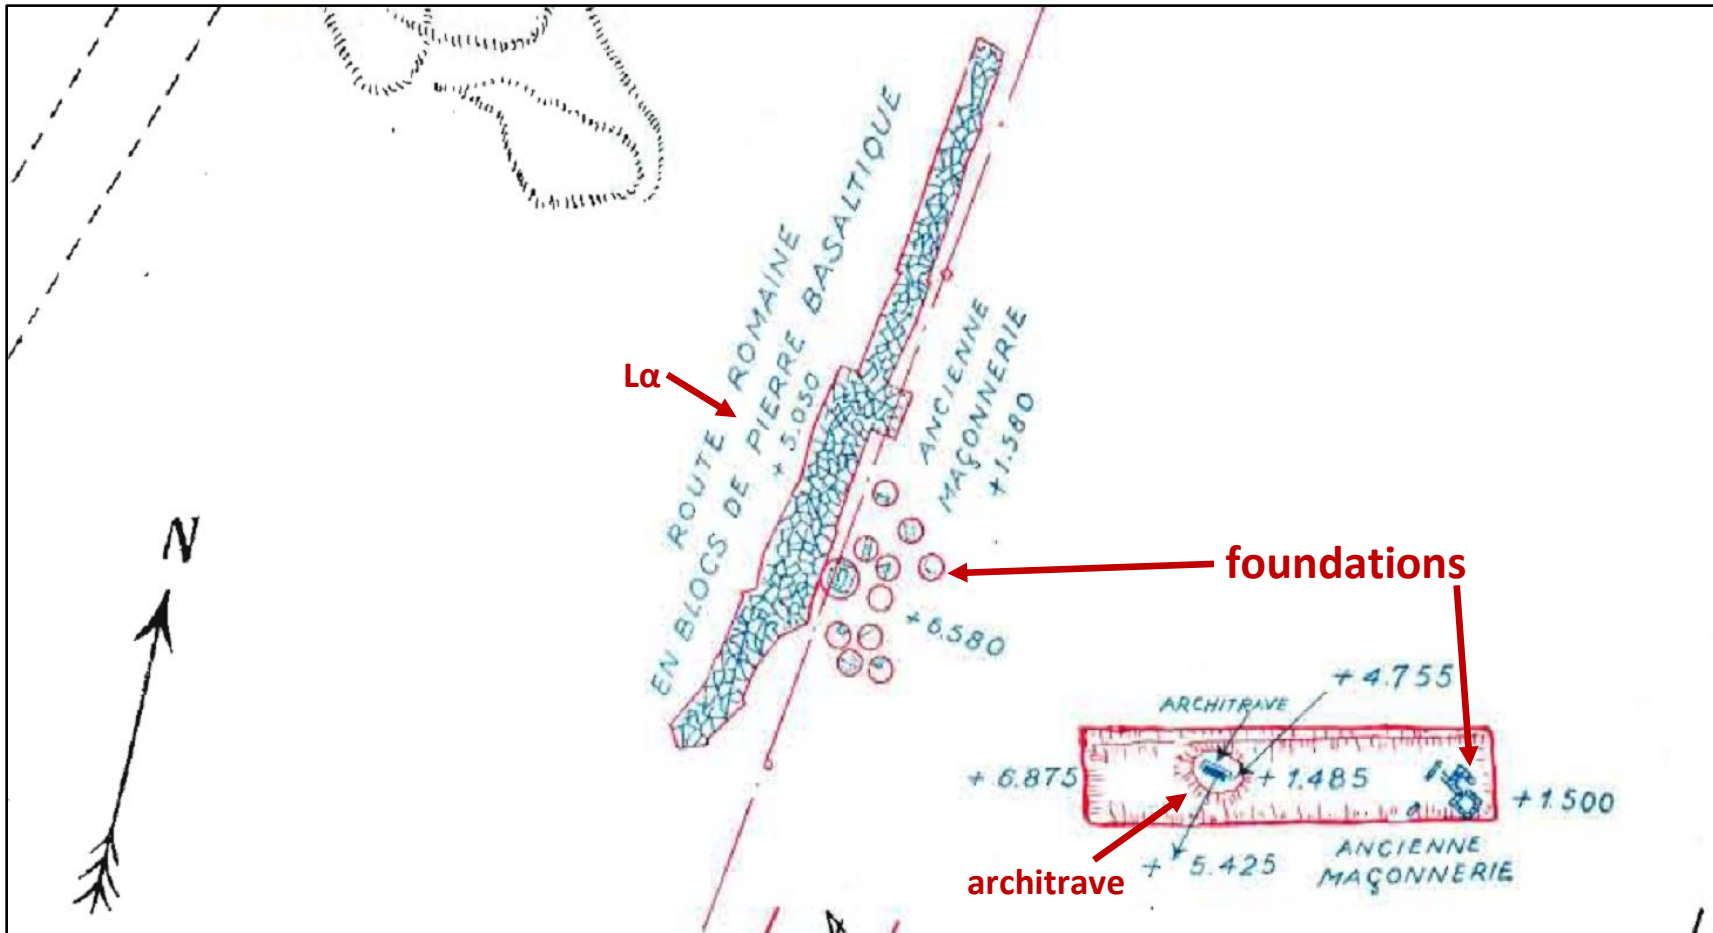 ROUTE ROMAINE
EN BLOCS DE PIERRE BASALTIQUE
+ 5.050
Lα
ANCIENNE
MAÇONNERIE
+1.580
N
foundations
+6.580
+4.755
ARCHITRAVE
+6.875
+1.485
+1.500
architrave
+ 5.425
ANCIENNE
MAÇONNERIE